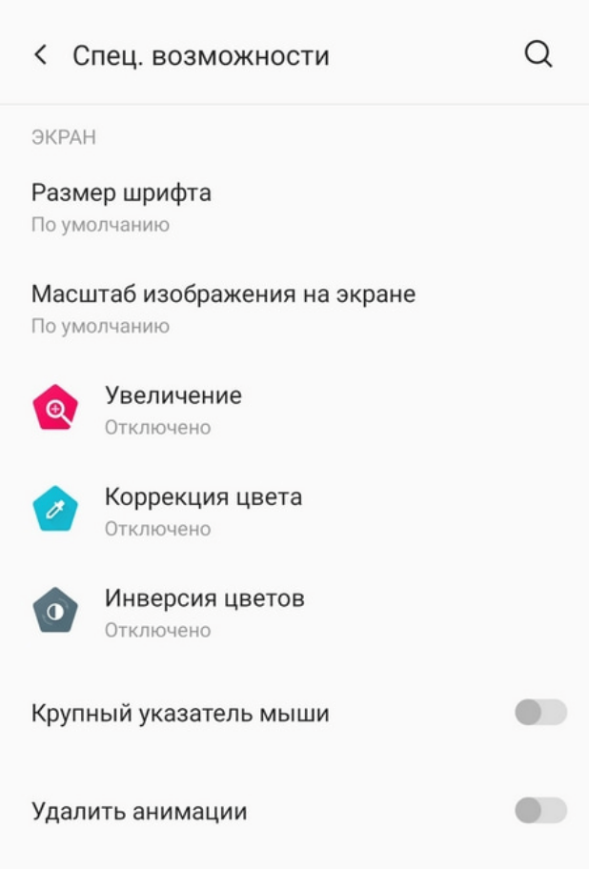 Спец. возможности
ЭКРАН
Размер шрифта
По умолчанию
Масштаб изображения на экране
По умолчанию
Увеличение
Отключено
Коррекция цвета
Отключено
Инверсия цветов
Отключено
Крупный указатель мыши
Удалить анимации